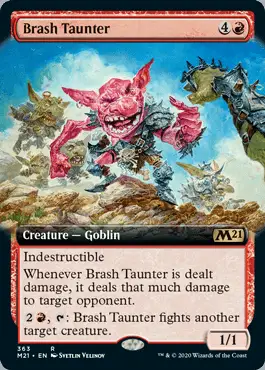 Brash Taunter 4
Creature — Goblin M21
Indestructible
Whenever Brash Taunter is dealt
damage, it deals that much damage
to target opponent.
2 , : Brash Taunter fights another
target creature.
1/1
363 R
M21 • EN SVETLIN VELINOV ™ & © 2020 Wizards of the Coast